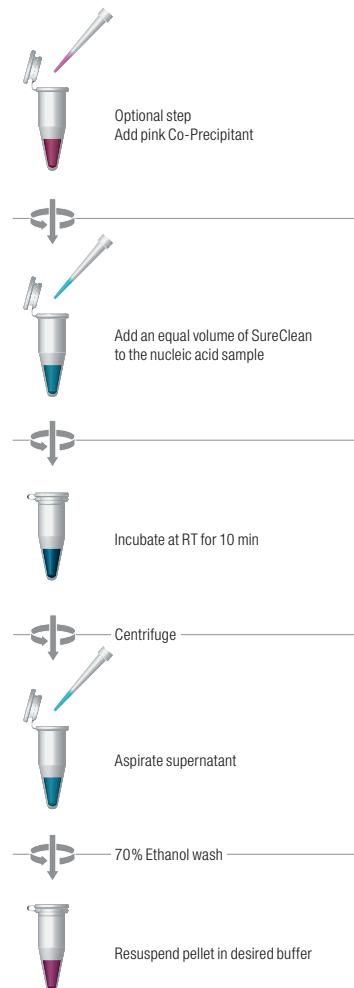 Optional step
Add pink Co-Precipitant
Add an equal volume of SureClean
to the nucleic acid sample
Incubate at RT for 10 min
Centrifuge
Aspirate supernatant
70% Ethanol wash
Resuspend pellet in desired buffer